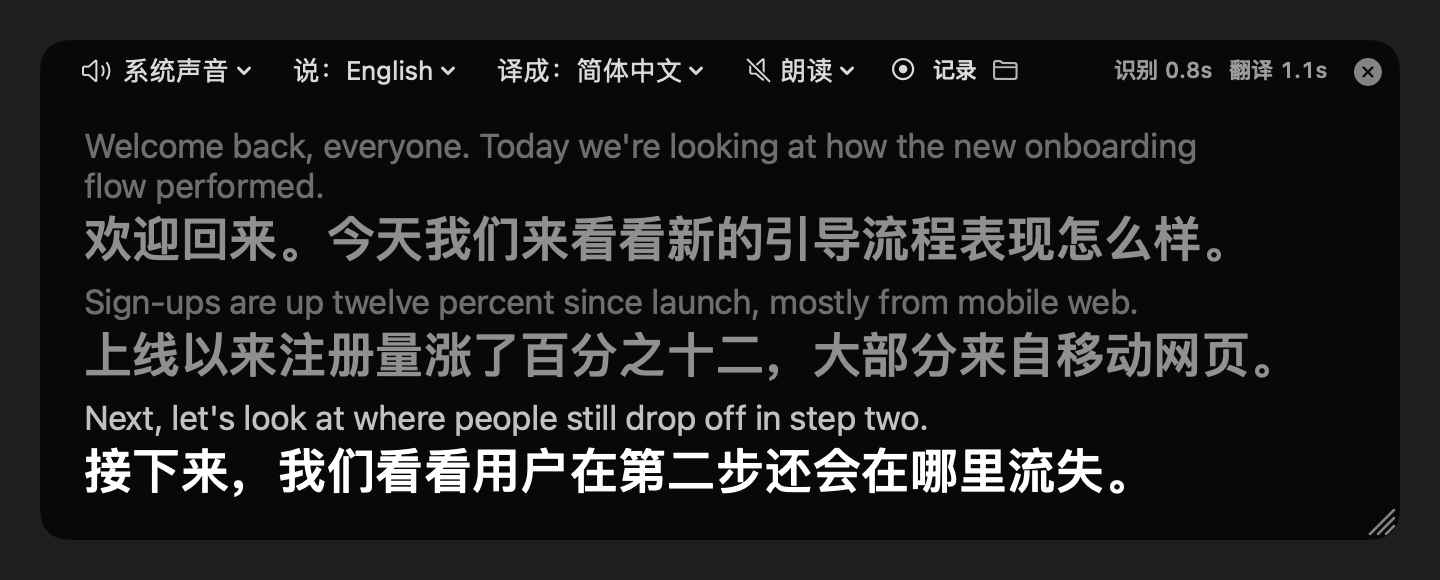 系统声音 说：English 译成：简体中文 朗读 记录 识别 0.8s 翻译 1.1s
Welcome back, everyone. Today we're looking at how the new onboarding
flow performed.
欢迎回来。今天我们来看看新的引导流程表现怎么样。
Sign-ups are up twelve percent since launch, mostly from mobile web.
上线以来注册量涨了百分之十二，大部分来自移动网页。
Next, let's look at where people still drop off in step two.
接下来，我们看看用户在第二步还会在哪里流失。